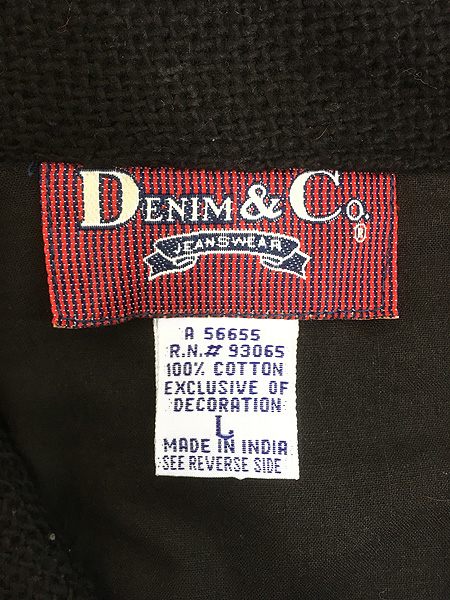 DENIM & CO.®
JEANSWEAR
A 56655
R.N.# 93065
100% COTTON
EXCLUSIVE OF
DECORATION
L
MADE IN INDIA
SEE REVERSE SIDE